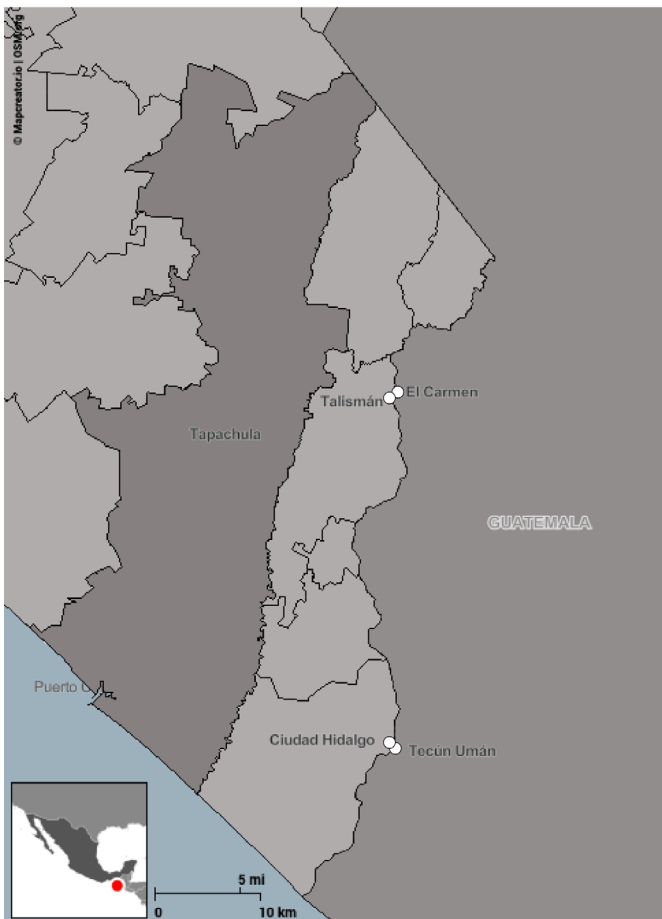 © Mapcreator.io | OSM.org
El Carmen
Talismán
Tapachula
GUATEMALA
Puerto
Ciudad Hidalgo
Tecún Umán
5 mi
0
10 km